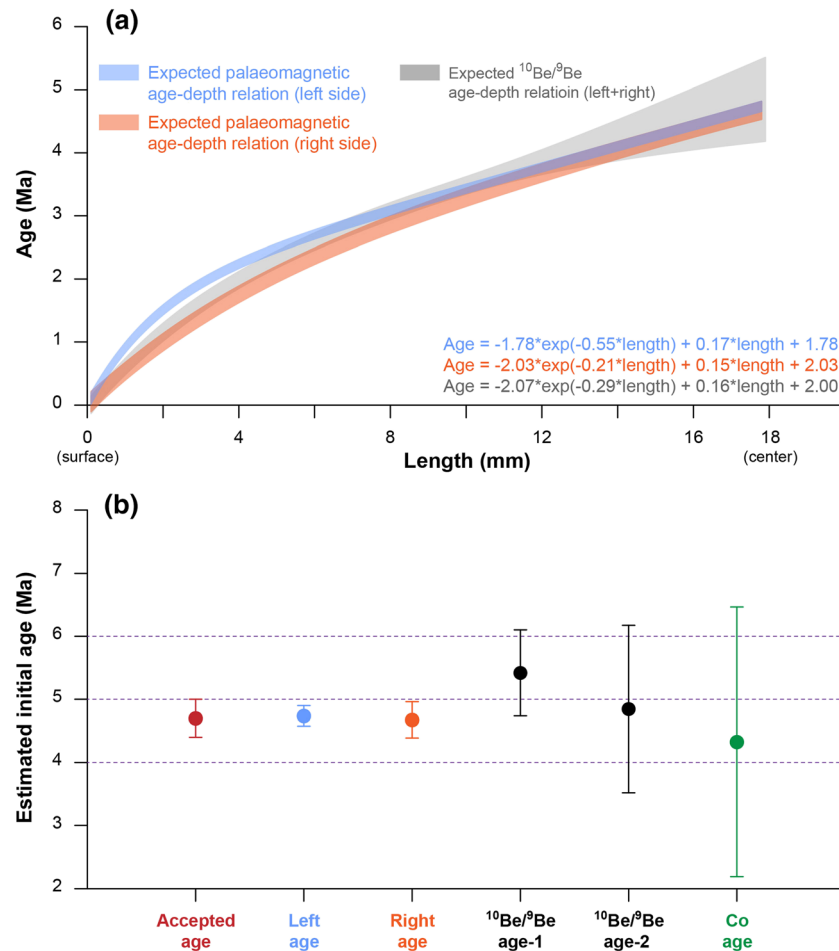 (a)
6
5
4
3
2
1
0
Age (Ma)
Expected palaeomagnetic
age-depth relation (left side)
Expected palaeomagnetic
age-depth relation (right side)
Expected ¹⁰Be/⁹Be
age-depth relatioin (left+right)
Age = -1.78*exp(-0.55*length) + 0.17*length + 1.78
Age = -2.03*exp(-0.21*length) + 0.15*length + 2.03
Age = -2.07*exp(-0.29*length) + 0.16*length + 2.00
0 4 8 12 16 18
(surface) Length (mm) (center)
(b)
8
7
6
5
4
3
2
Estimated initial age (Ma)
Accepted age
Left age
Right age
¹⁰Be/⁹Be age-1
¹⁰Be/⁹Be age-2
Co age